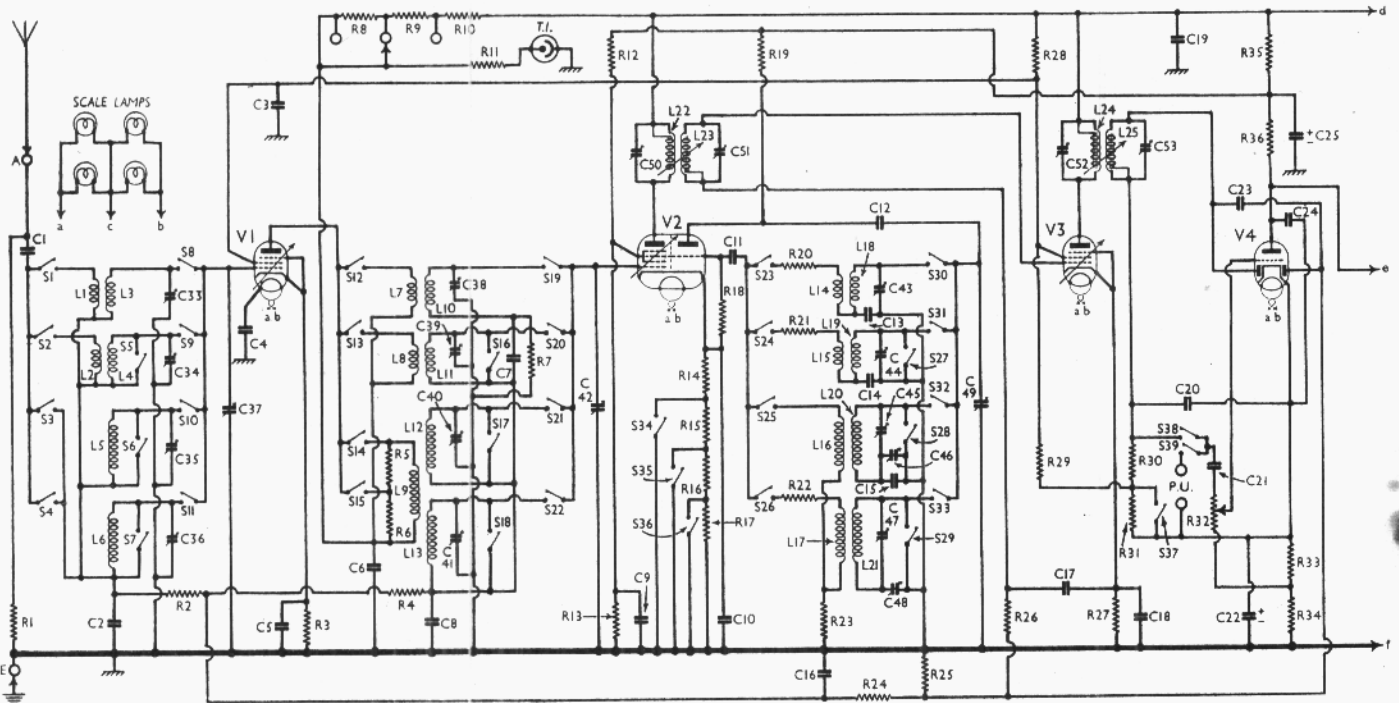 R8 R9 R10 d
T.I.
R11 R12 R19 R28 C19 R35
C3
SCALE LAMPS
L22 L23 L24 L25
A C50 C51 C52 C53 R36 +C25
a c b
C12 C23
C1 V1 V2 V3 V4 C24
S8 C11
S1 S12 S19 S23 R20 L18 S30 e
L1 L3 C33 L7 C38 R18 L14 C43
a b a b a b a b
L10 C13
S2 S5 S9 S13 C39 S16 S20 S24 R21 L19 S31
C4 L8 L11 C7 R7 R14 L15 C44 S27
L2 L4 C34
C14 C45 S32
C37 C40 C42 L20 C49 C20
S3 S10 S21 S25 S34 R15 S38
L5 S6 L12 S17 L16 S28 S39
C35 S14 R5 S35 C46 R29 R30 C21
L9 R16 C15 P.U.
S4 S11 S15 R6 S22 S26 R22 S33 R32
L6 S7 C36 L13 C41 S18 S36 R17 L17 L21 C47 S29 R31 S37
C6 C48 C17 R33
R2 R4 C9
R1 C2 C5 R3 C8 R13 C10 R23 R26 R27 C18 C22 + R34
E f
C16 R25
R24